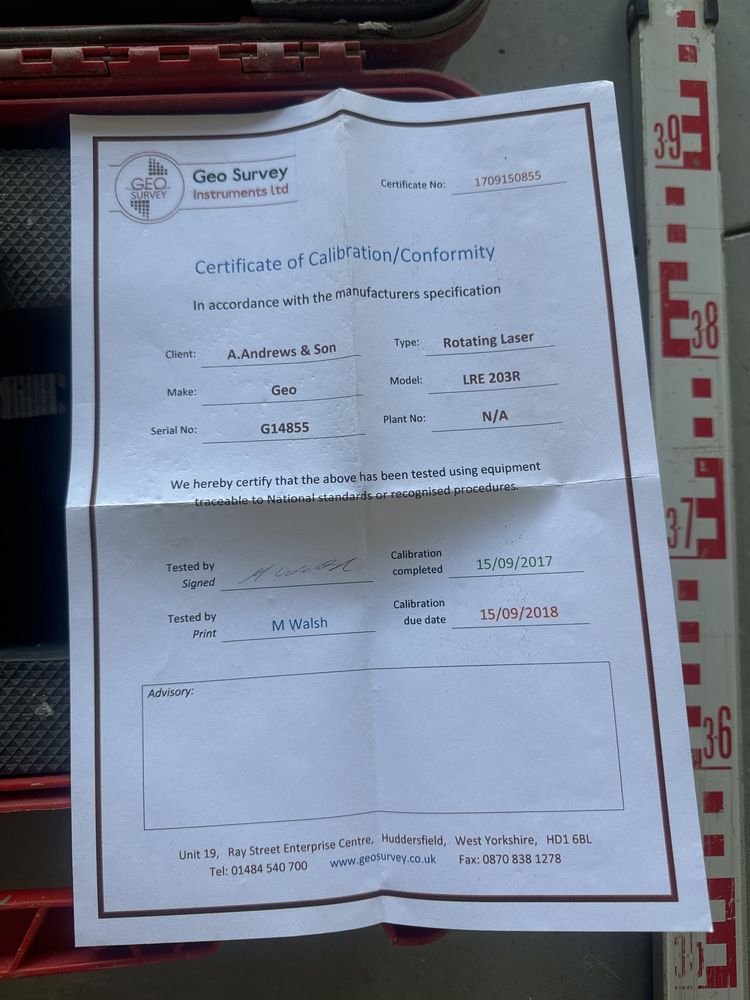 GEO
SURVEY
Geo Survey
Instruments Ltd
Certificate No: 1709150855
Certificate of Calibration/Conformity
In accordance with the manufacturers specification
Client: A.Andrews & Son Type: Rotating Laser
Make: Geo Model: LRE 203R
Serial No: G14855 Plant No: N/A
We hereby certify that the above has been tested using equipment
traceable to National standards or recognised procedures.
Tested by Signed M Walsh Calibration completed 15/09/2017
Tested by Print M Walsh Calibration due date 15/09/2018
Advisory:
Unit 19, Ray Street Enterprise Centre, Huddersfield, West Yorkshire, HD1 6BL
Tel: 01484 540 700 www.geosurvey.co.uk Fax: 0870 838 1278
39
38
37
36
35